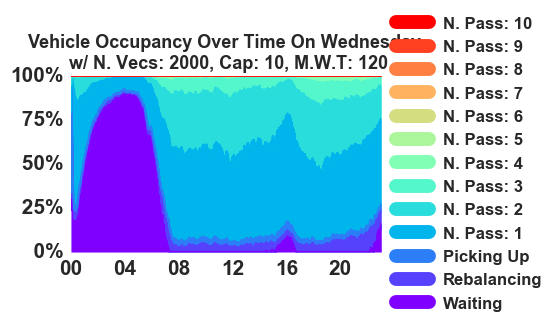 Vehicle Occupancy Over Time On Wednesday
w/ N. Vecs: 2000, Cap: 10, M.W.T: 120
100%
75%
50%
25%
0%
00 04 08 12 16 20
N. Pass: 10
N. Pass: 9
N. Pass: 8
N. Pass: 7
N. Pass: 6
N. Pass: 5
N. Pass: 4
N. Pass: 3
N. Pass: 2
N. Pass: 1
Picking Up
Rebalancing
Waiting